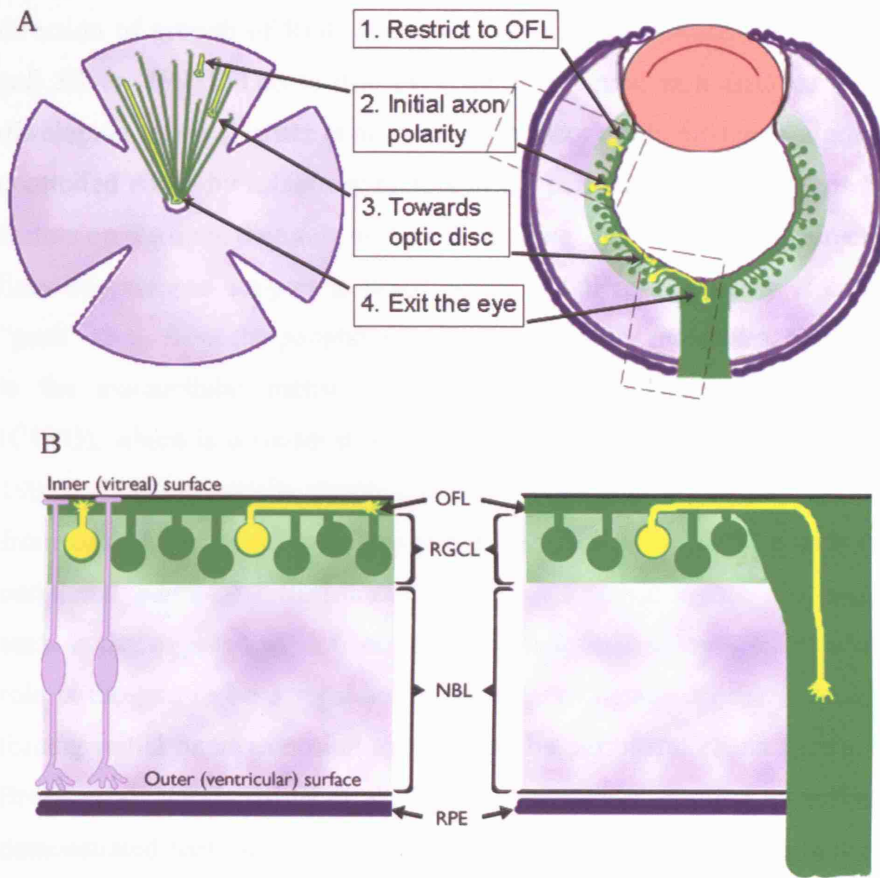 A
1. Restrict to OFL
2. Initial axon
polarity
3. Towards
optic disc
4. Exit the eye
B
Inner (vitreal) surface
OFL
RGCL
NBL
Outer (ventricular) surface
RPE